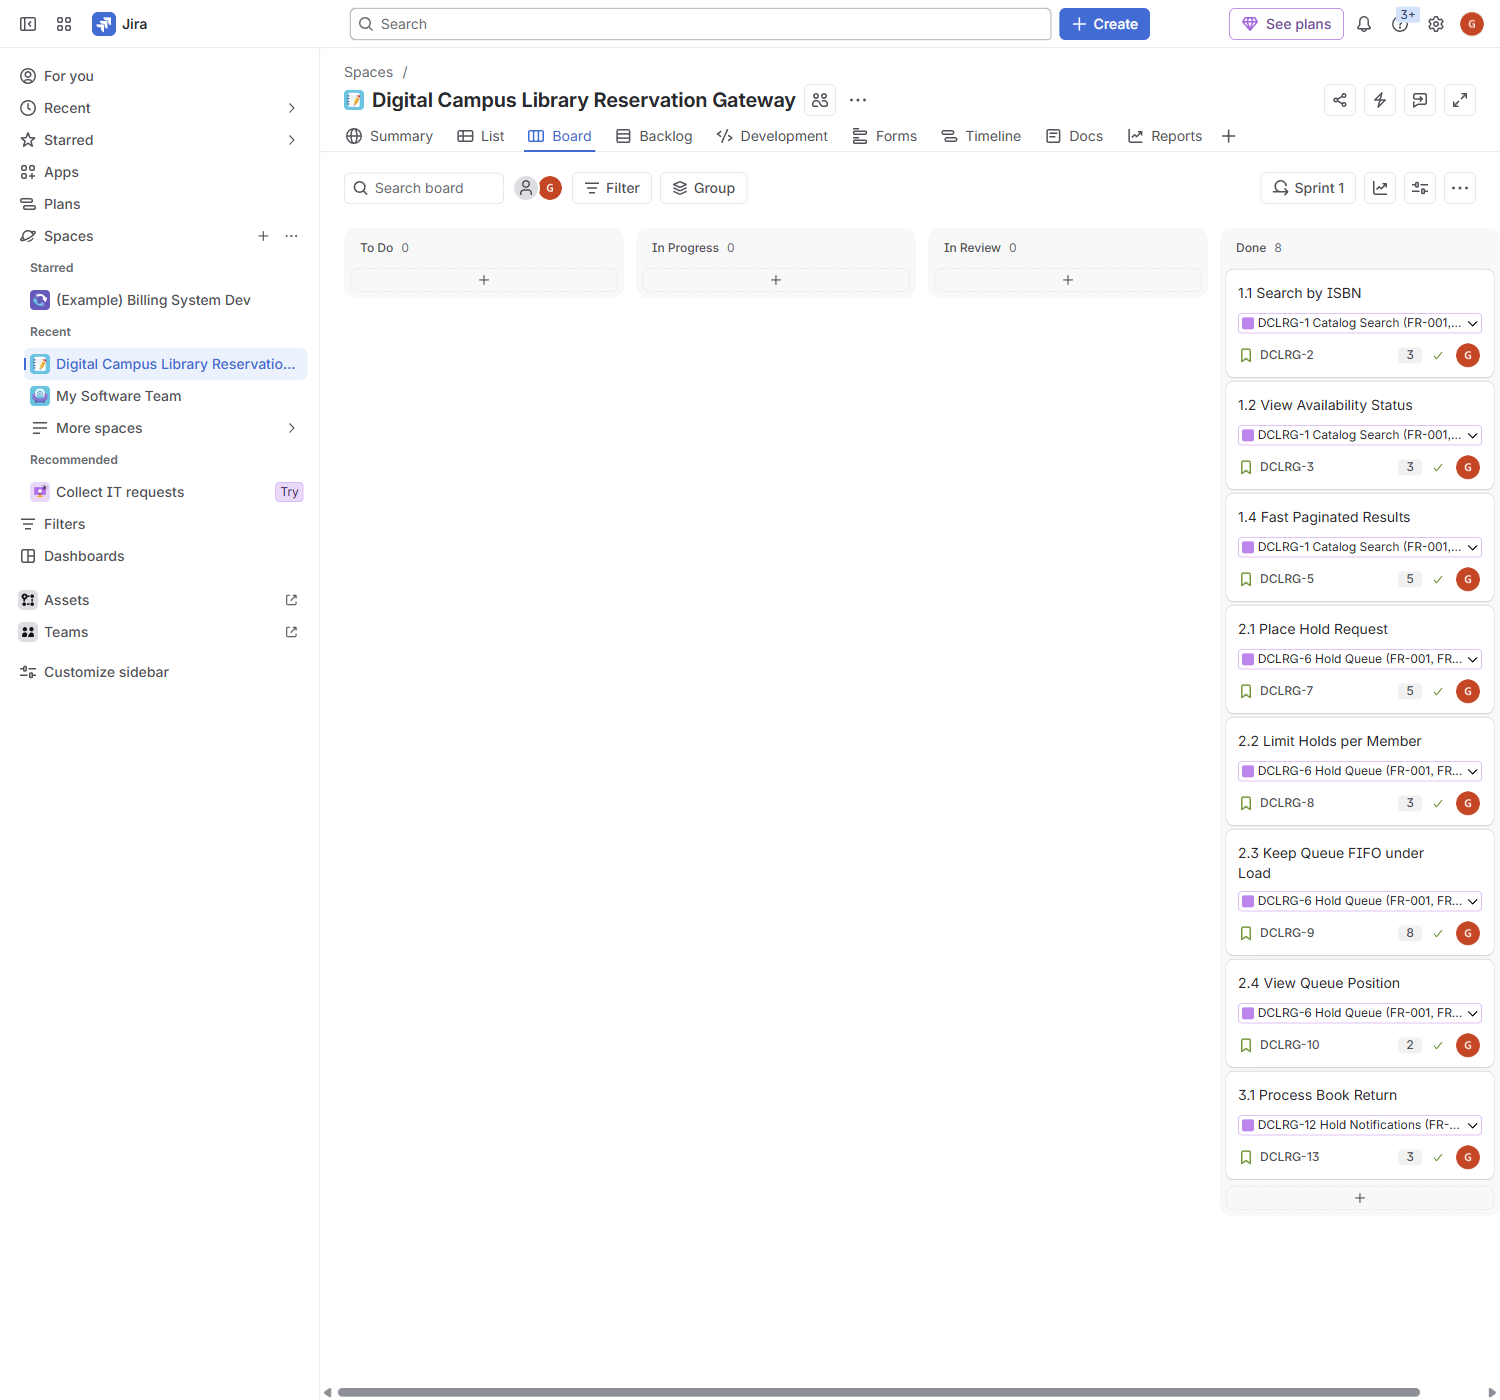 Jira
Search
Create
See plans
3+
G
For you
Recent
Starred
Apps
Plans
Spaces
Starred
(Example) Billing System Dev
Recent
Digital Campus Library Reservatio...
My Software Team
More spaces
Recommended
Collect IT requests
Try
Filters
Dashboards
Assets
Teams
Customize sidebar
Spaces /
Digital Campus Library Reservation Gateway
Summary
List
Board
Backlog
Development
Forms
Timeline
Docs
Reports
Search board
G
Filter
Group
Sprint 1
To Do 0
In Progress 0
In Review 0
Done 8
1.1 Search by ISBN
DCLRG-1 Catalog Search (FR-001,...
DCLRG-2 3 G
1.2 View Availability Status
DCLRG-1 Catalog Search (FR-001,...
DCLRG-3 3 G
1.4 Fast Paginated Results
DCLRG-1 Catalog Search (FR-001,...
DCLRG-5 5 G
2.1 Place Hold Request
DCLRG-6 Hold Queue (FR-001, FR...
DCLRG-7 5 G
2.2 Limit Holds per Member
DCLRG-6 Hold Queue (FR-001, FR...
DCLRG-8 3 G
2.3 Keep Queue FIFO under
Load
DCLRG-6 Hold Queue (FR-001, FR...
DCLRG-9 8 G
2.4 View Queue Position
DCLRG-6 Hold Queue (FR-001, FR...
DCLRG-10 2 G
3.1 Process Book Return
DCLRG-12 Hold Notifications (FR-...
DCLRG-13 3 G